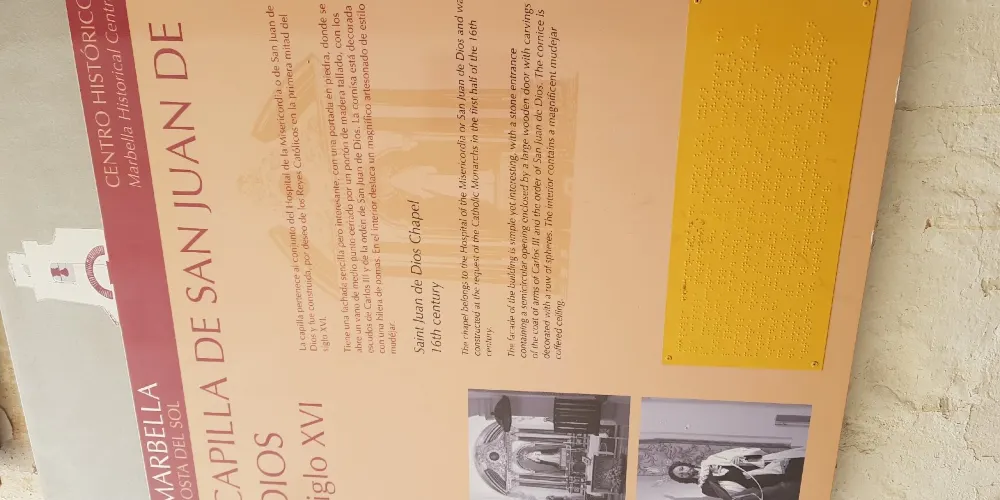 MARBELLA
COSTA DEL SOL
CENTRO HISTÓRICO
Marbella Historical Centre
CAPILLA DE SAN JUAN DE
DIOS
Siglo XVI
La capilla pertenece al conjunto del Hospital de la Misericordia o de San Juan de
Dios y fue construida, por deseo de los Reyes Católicos en la primera mitad del
siglo XVI.
Tiene una fachada sencilla pero interesante, con una portada en piedra, donde se
abre un vano de medio punto cerrado por un portón de madera tallado, con los
escudos de Carlos III y de la orden de San Juan de Dios. La cornisa está decorada
con una hilera de pomas. En el interior destaca un magnífico artesonado de estilo
mudéjar.
Saint Juan de Dios Chapel
16th century
The chapel belongs to the Hospital of the Misericordia or San Juan de Dios and
constructed at the request of the Catholic Monarchs in the first half of the 16th
century.
The facade of the building is simple yet interesting, with a stone entrance
containing a semicircular opening enclosed by a large wooden door with carvings
of the coat of arms of Carlos III and the order of San Juan de Dios. The cornice is
decorated with a row of spheres. The interior contains a magnificent mudejar
coffered ceiling.